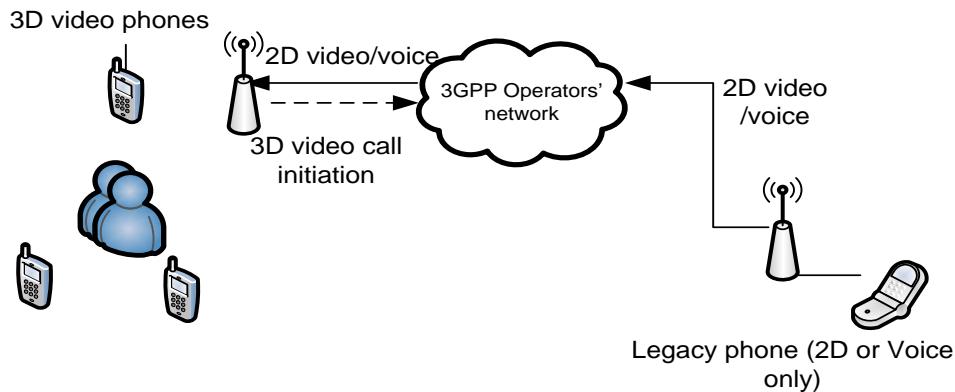 3D video phones
2D video/voice
3GPP Operators’
network
2D video
/voice
3D video call
initiation
Legacy phone (2D or Voice
only)